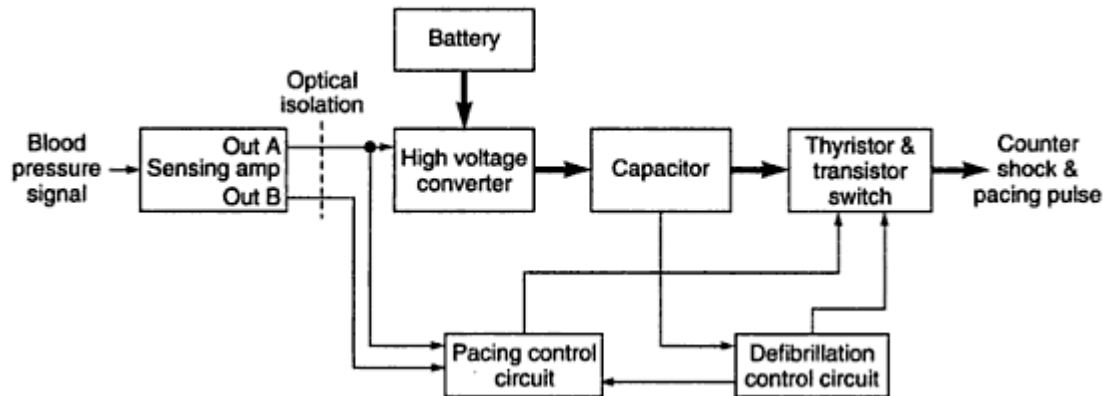 Battery
Optical
isolation
Blood
pressure
signal
Out A
Sensing amp
Out B
High voltage
converter
Capacitor
Thyristor &
transistor
switch
Counter
shock &
pacing pulse
Pacing control
circuit
Defibrillation
control circuit